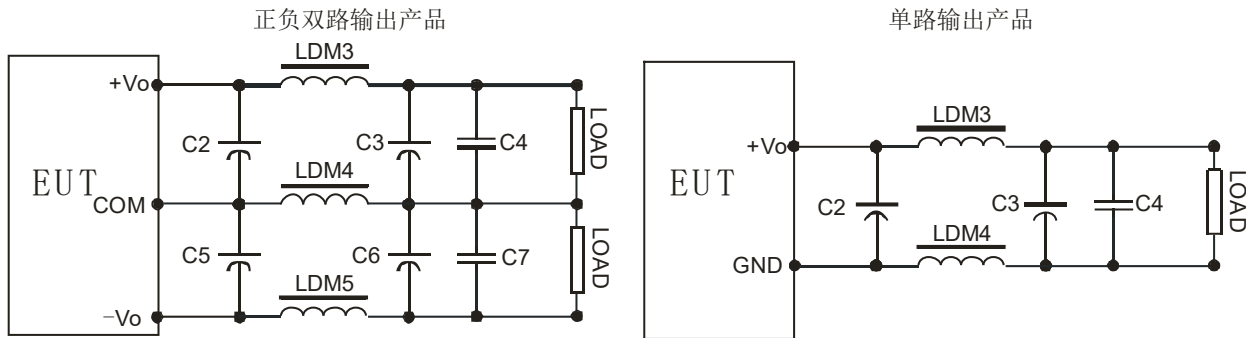 正负双路输出产品
LDM3
+Vo
C2
C3
C4
LOAD
LDM4
EUT
COM
C5
C6
C7
LOAD
LDM5
−Vo
单路输出产品
LDM3
+Vo
EUT
C2
C3
C4
LOAD
LDM4
GND